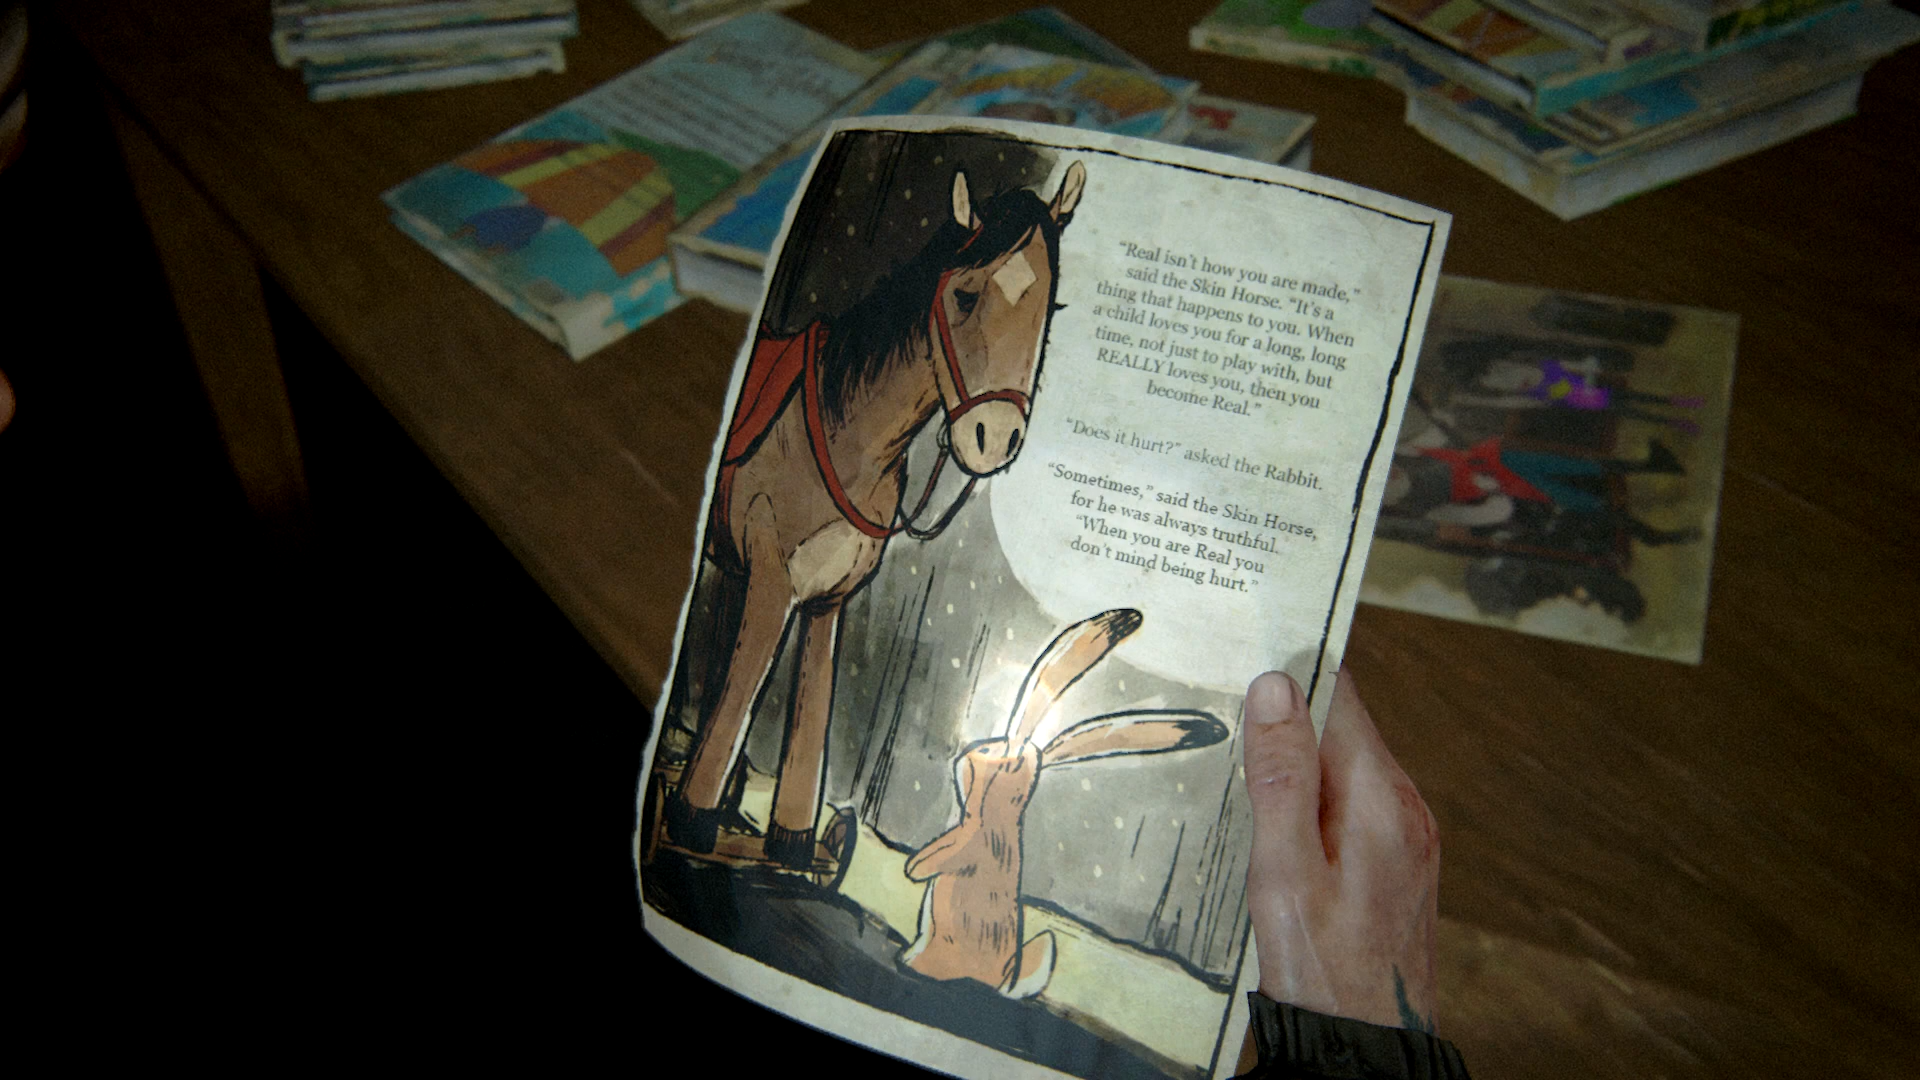 “Real isn’t how you are made,”
said the Skin Horse. “It’s a
thing that happens to you. When
a child loves you for a long, long
time, not just to play with, but
REALLY loves you, then you
become Real.”
“Does it hurt?” asked the Rabbit.
“Sometimes,” said the Skin Horse,
for he was always truthful.
“When you are Real you
don’t mind being hurt.”